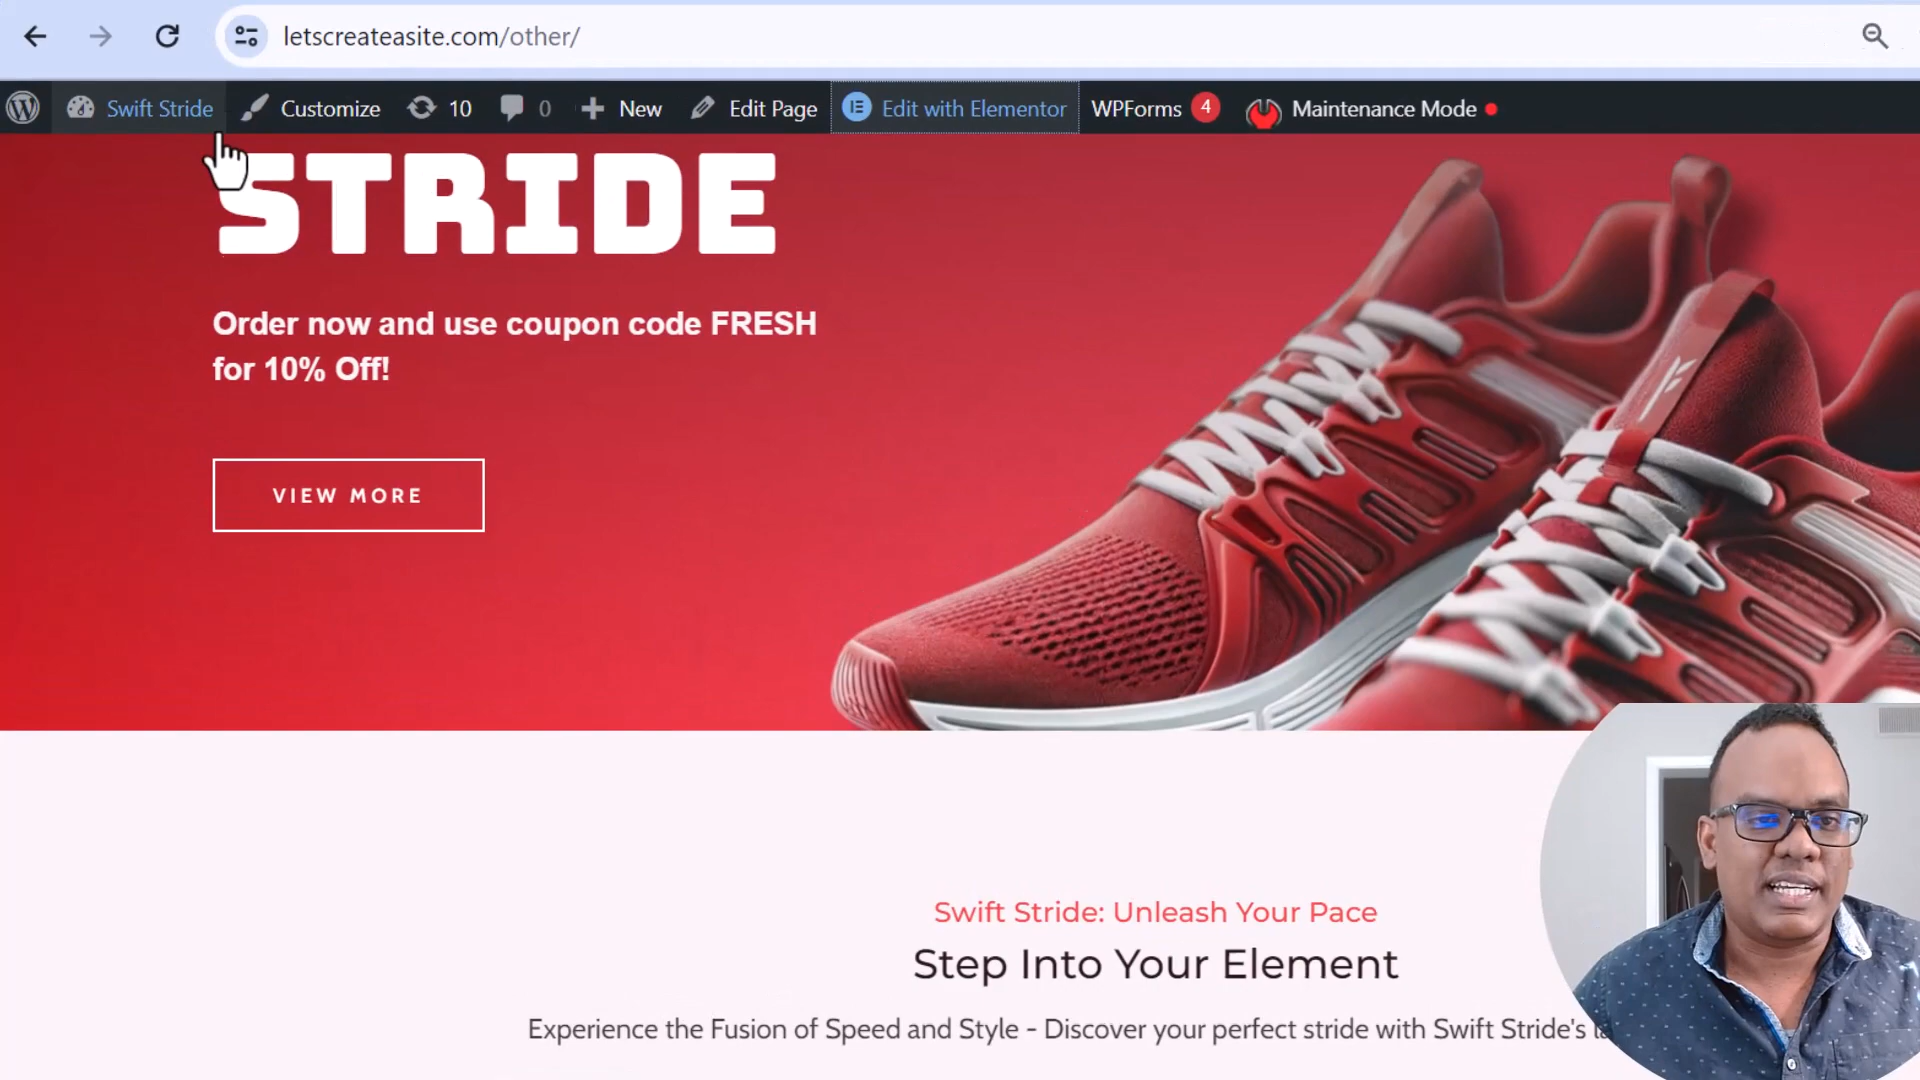 letscreateasite.com/other/
Swift Stride Customize 10 0 New Edit Page Edit with Elementor WPForms 4 Maintenance Mode
STRIDE
Order now and use coupon code FRESH
for 10% Off!
VIEW MORE
Swift Stride: Unleash Your Pace
Step Into Your Element
Experience the Fusion of Speed and Style - Discover your perfect stride with Swift Stride's